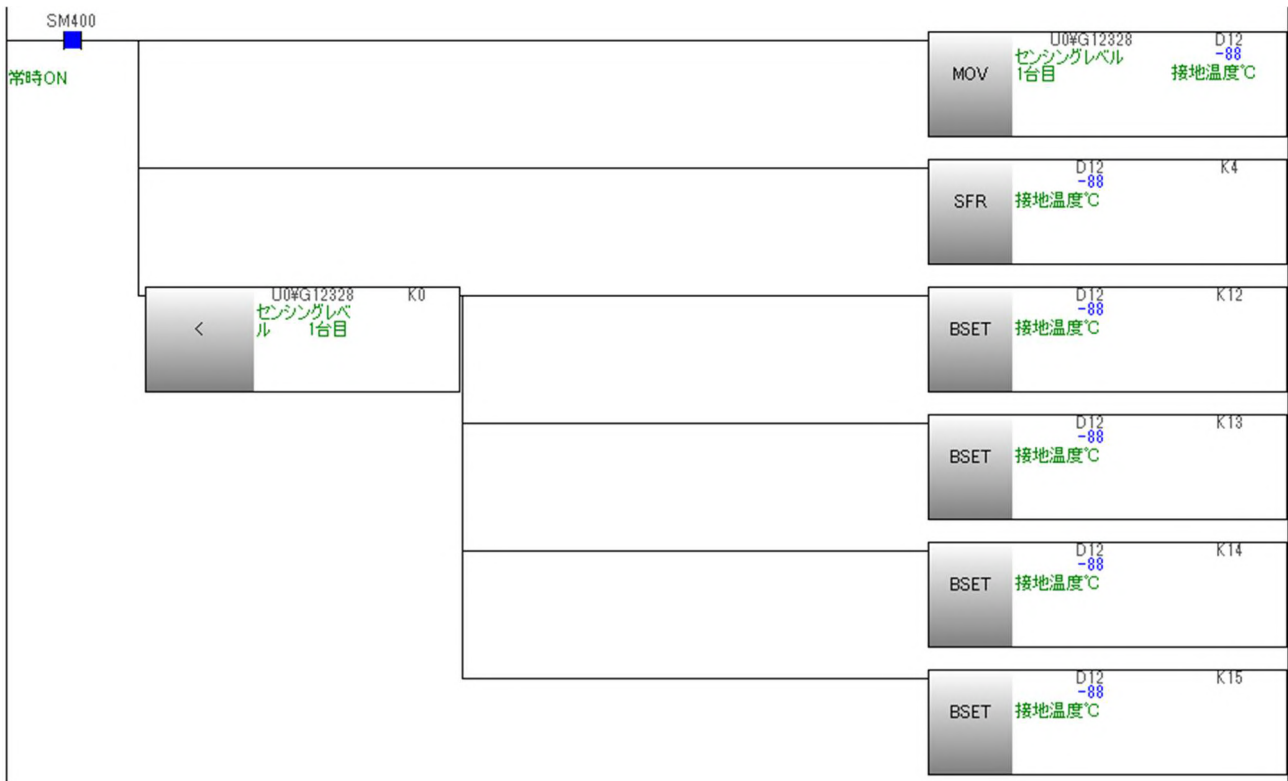 SM400
常時ON
MOV
U0¥G12328 D12
-88
センシングレベル
1台目
接地温度℃
SFR
D12 K4
-88
接地温度℃
<
U0¥G12328 K0
センシングレベ
ル 1台目
BSET
D12 K12
-88
接地温度℃
BSET
D12 K13
-88
接地温度℃
BSET
D12 K14
-88
接地温度℃
BSET
D12 K15
-88
接地温度℃